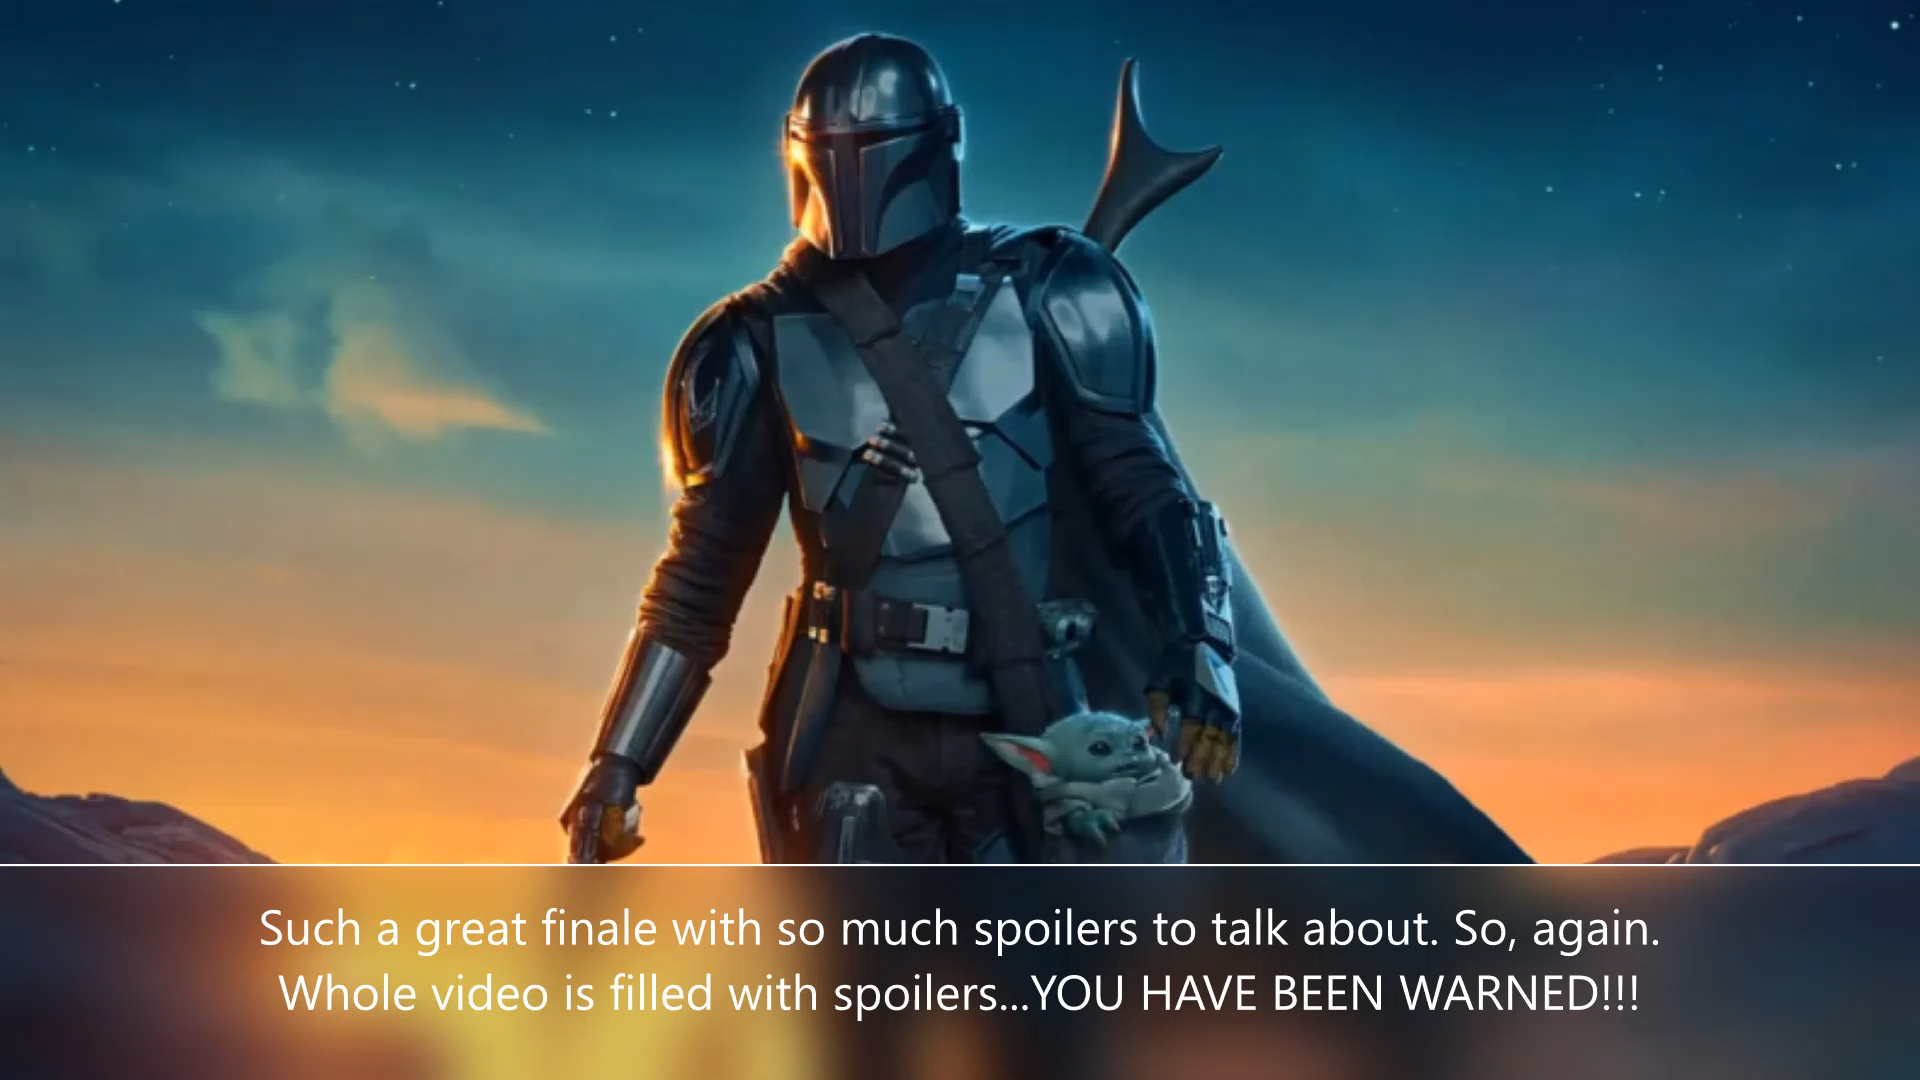 Such a great finale with so much spoilers to talk about. So, again.
Whole video is filled with spoilers...YOU HAVE BEEN WARNED!!!